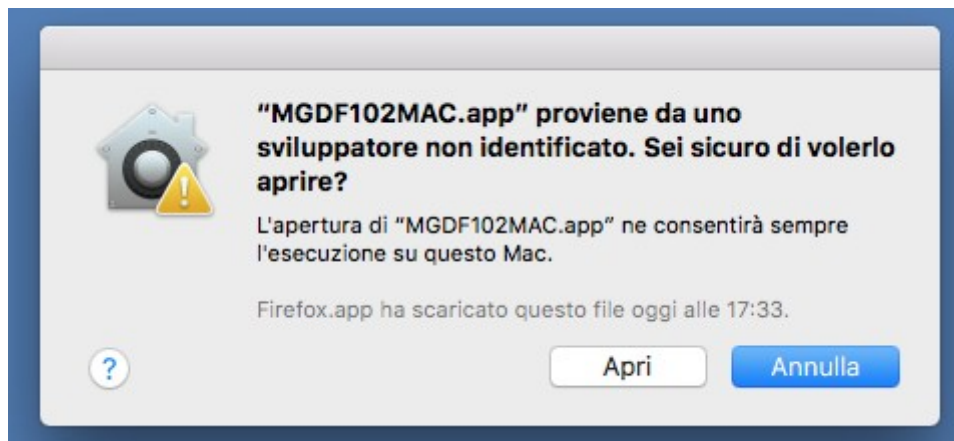 “MGDF102MAC.app” proviene da uno
sviluppatore non identificato. Sei sicuro di volerlo
aprire?
L'apertura di “MGDF102MAC.app” ne consentirà sempre
l'esecuzione su questo Mac.
Firefox.app ha scaricato questo file oggi alle 17:33.
? Apri Annulla